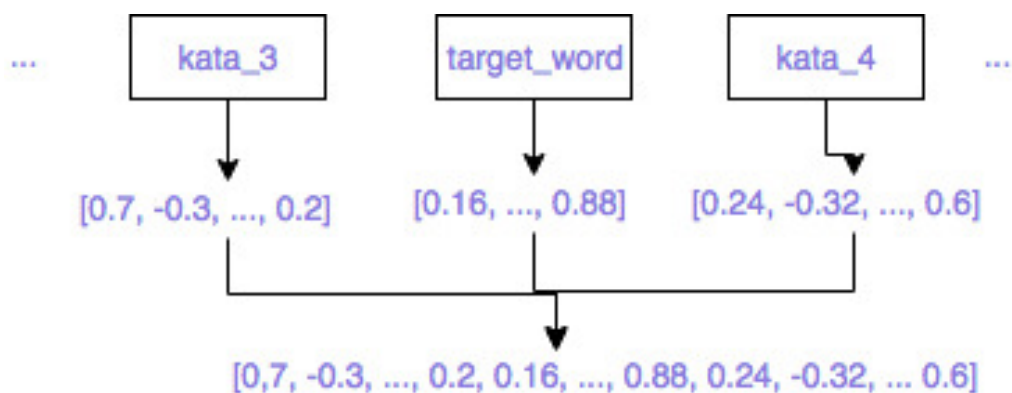 ... kata_3 target_word kata_4 ...
[0.7, -0.3, ..., 0.2] [0.16, ..., 0.88] [0.24, -0.32, ..., 0.6]
[0,7, -0.3, ..., 0.2, 0.16, ..., 0.88, 0.24, -0.32, ... 0.6]